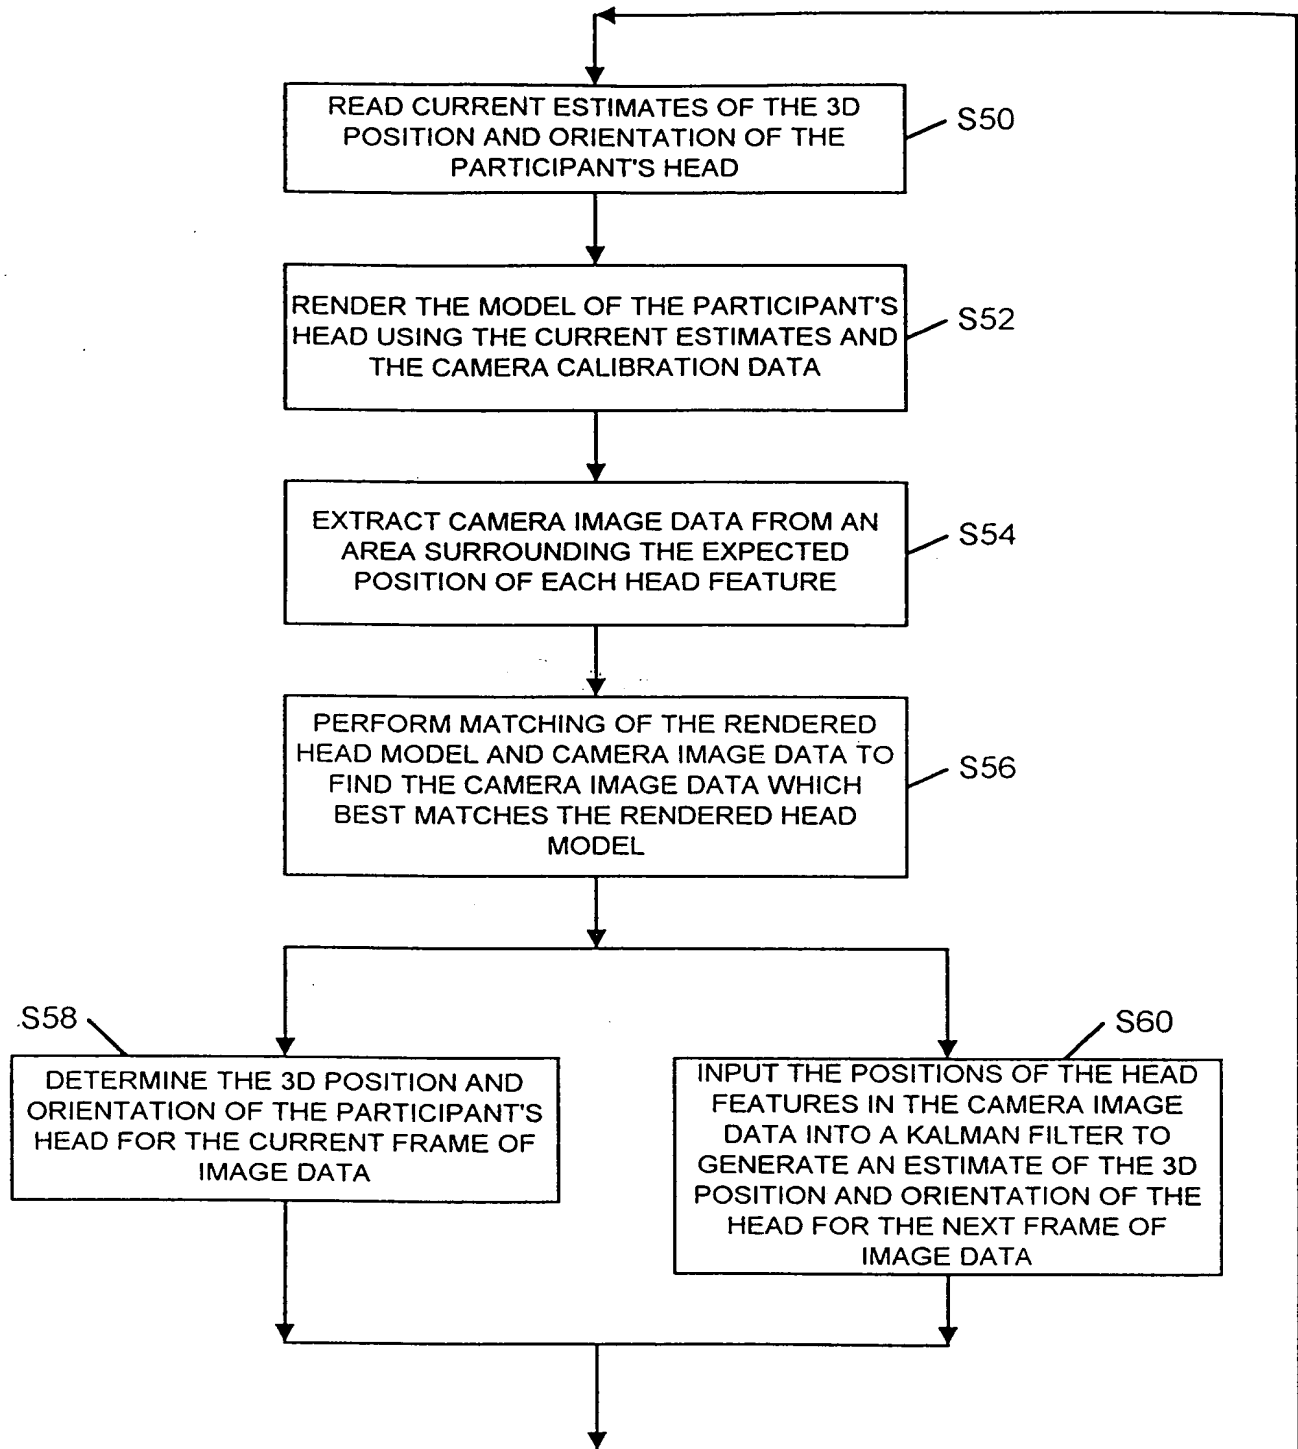 READ CURRENT ESTIMATES OF THE 3D
POSITION AND ORIENTATION OF THE
PARTICIPANT'S HEAD
S50
RENDER THE MODEL OF THE PARTICIPANT'S
HEAD USING THE CURRENT ESTIMATES AND
THE CAMERA CALIBRATION DATA
S52
EXTRACT CAMERA IMAGE DATA FROM AN
AREA SURROUNDING THE EXPECTED
POSITION OF EACH HEAD FEATURE
S54
PERFORM MATCHING OF THE RENDERED
HEAD MODEL AND CAMERA IMAGE DATA TO
FIND THE CAMERA IMAGE DATA WHICH
BEST MATCHES THE RENDERED HEAD
MODEL
S56
S58
DETERMINE THE 3D POSITION AND
ORIENTATION OF THE PARTICIPANT'S
HEAD FOR THE CURRENT FRAME OF
IMAGE DATA
S60
INPUT THE POSITIONS OF THE HEAD
FEATURES IN THE CAMERA IMAGE
DATA INTO A KALMAN FILTER TO
GENERATE AN ESTIMATE OF THE 3D
POSITION AND ORIENTATION OF THE
HEAD FOR THE NEXT FRAME OF
IMAGE DATA